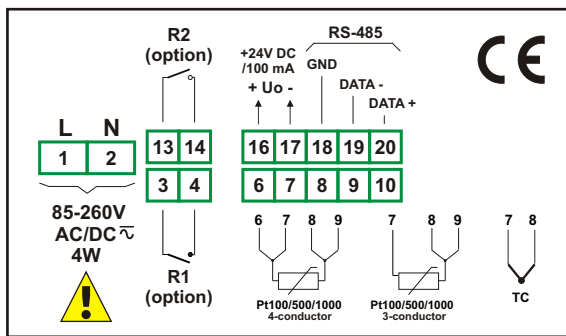 R2
(option)
+24V DC
/100 mA
+ Uo -
RS-485
GND
DATA -
DATA +
CE
L N
1 2
13 14
3 4
16 17 18 19 20
6 7 8 9 10
85-260V
AC/DC
4W
!
R1
(option)
6 7 8 9
Pt100/500/1000
4-conductor
7 8 9
Pt100/500/1000
3-conductor
7 8
TC